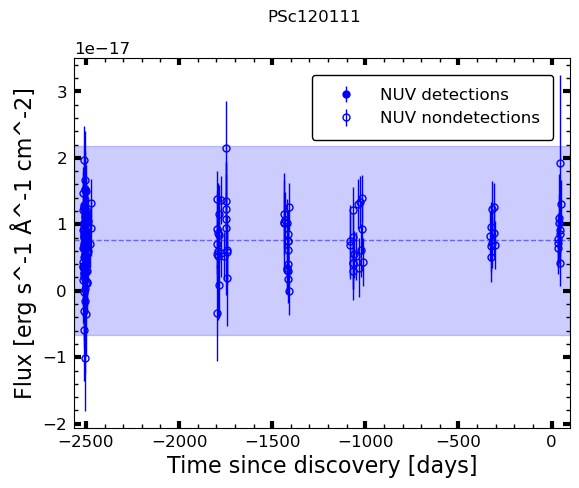 PSc120111
1e−17
NUV detections
NUV nondetections
3
2
1
0
−1
−2
Flux [erg s^-1 Å^-1 cm^-2]
−2500 −2000 −1500 −1000 −500 0
Time since discovery [days]